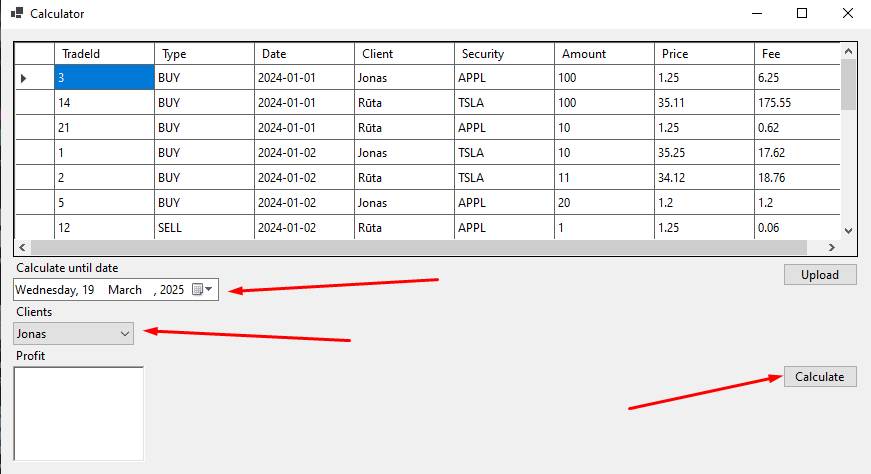 Calculator
TradeId Type Date Client Security Amount Price Fee
3 BUY 2024-01-01 Jonas APPL 100 1.25 6.25
14 BUY 2024-01-01 Rūta TSLA 100 35.11 175.55
21 BUY 2024-01-01 Rūta APPL 10 1.25 0.62
1 BUY 2024-01-02 Jonas TSLA 10 35.25 17.62
2 BUY 2024-01-02 Rūta TSLA 11 34.12 18.76
5 BUY 2024-01-02 Jonas APPL 20 1.2 1.2
12 SELL 2024-01-02 Rūta APPL 1 1.25 0.06
Calculate until date
Upload
Wednesday, 19 March , 2025
Clients
Jonas
Profit
Calculate